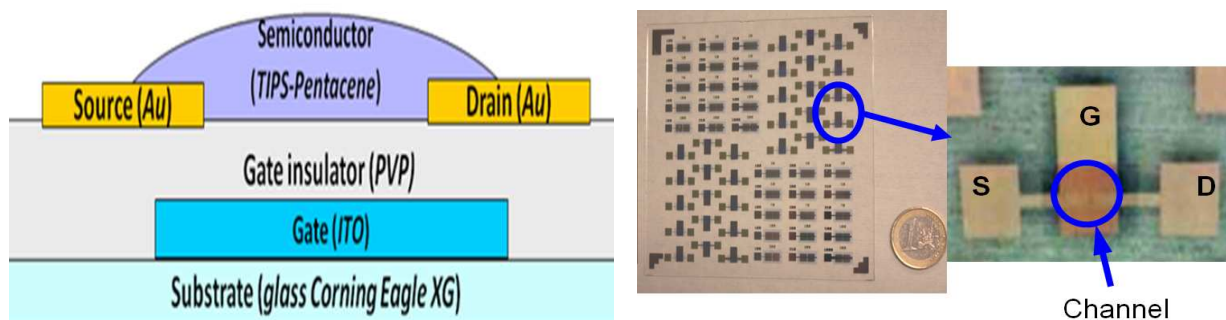 Semiconductor
(TIPS-Pentacene)
Source (Au)
Drain (Au)
Gate insulator (PVP)
Gate (ITO)
Substrate (glass Corning Eagle XG)
G
S
D
Channel